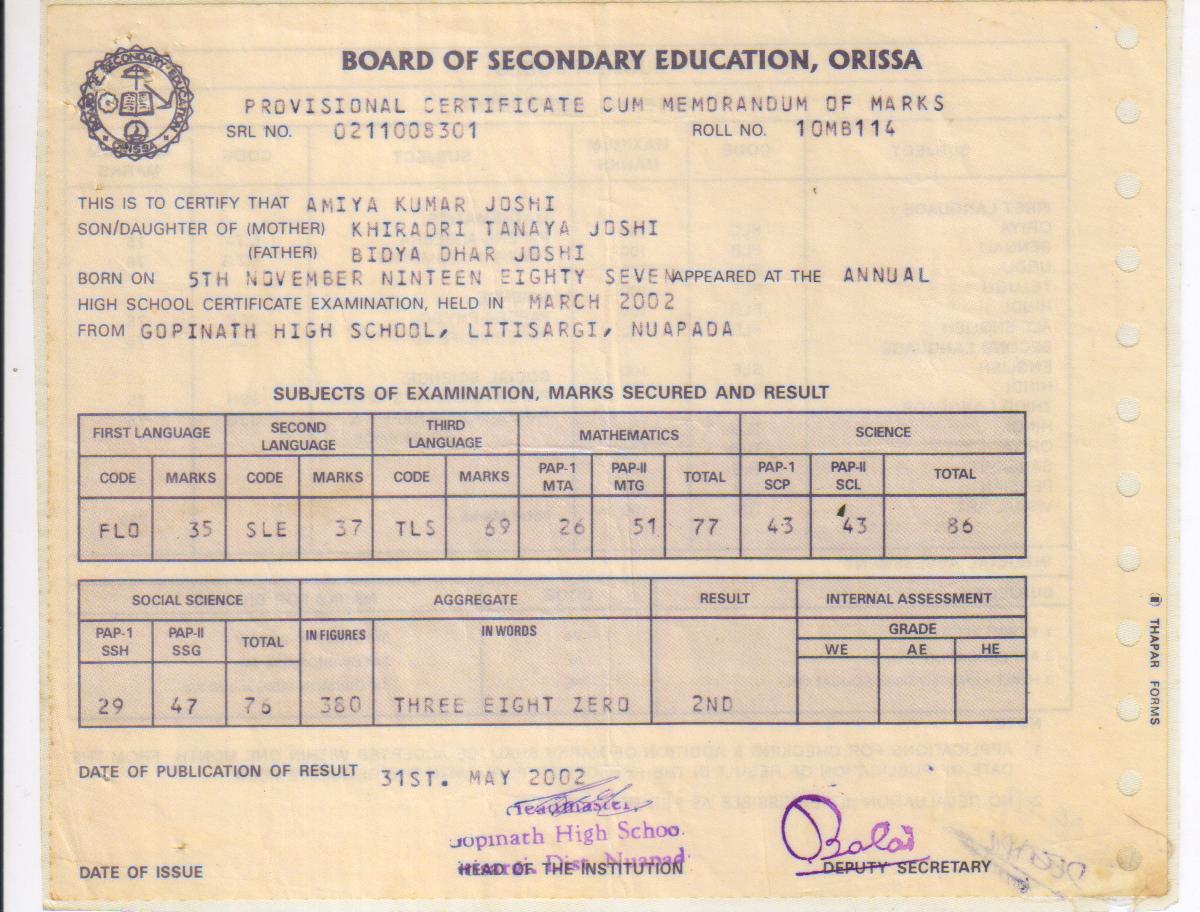 BOARD OF SECONDARY EDUCATION, ORISSA
BOARD OF SECONDARY EDUCATION
ORISSA
PROVISIONAL CERTIFICATE CUM MEMORANDUM OF MARKS
SRL NO. 0211008301 ROLL NO. 10MB114
THIS IS TO CERTIFY THAT AMIYA KUMAR JOSHI
SON/DAUGHTER OF (MOTHER) KHIRADRI TANAYA JOSHI
(FATHER) BIDYA DHAR JOSHI
BORN ON 5TH NOVEMBER NINTEEN EIGHTY SEVEN APPEARED AT THE ANNUAL
HIGH SCHOOL CERTIFICATE EXAMINATION, HELD IN MARCH 2002
FROM GOPINATH HIGH SCHOOL, LITISARGI, NUAPADA
SUBJECTS OF EXAMINATION, MARKS SECURED AND RESULT
FIRST LANGUAGE SECOND LANGUAGE THIRD LANGUAGE MATHEMATICS SCIENCE
CODE MARKS CODE MARKS CODE MARKS PAP-1 MTA PAP-II MTG TOTAL PAP-1 SCP PAP-II SCL TOTAL
FLO 35 SLE 37 TLS 69 26 51 77 43 43 86
SOCIAL SCIENCE AGGREGATE RESULT INTERNAL ASSESSMENT
PAP-1 SSH PAP-II SSG TOTAL IN FIGURES IN WORDS GRADE
WE AE HE
29 47 76 380 THREE EIGHT ZERO 2ND
DATE OF PUBLICATION OF RESULT 31ST. MAY 2002
Headmaster,
Gopinath High Schoo.
Dist. Nuapad
DATE OF ISSUE HEAD OF THE INSTITUTION DEPUTY SECRETARY
THAPAR FORMS